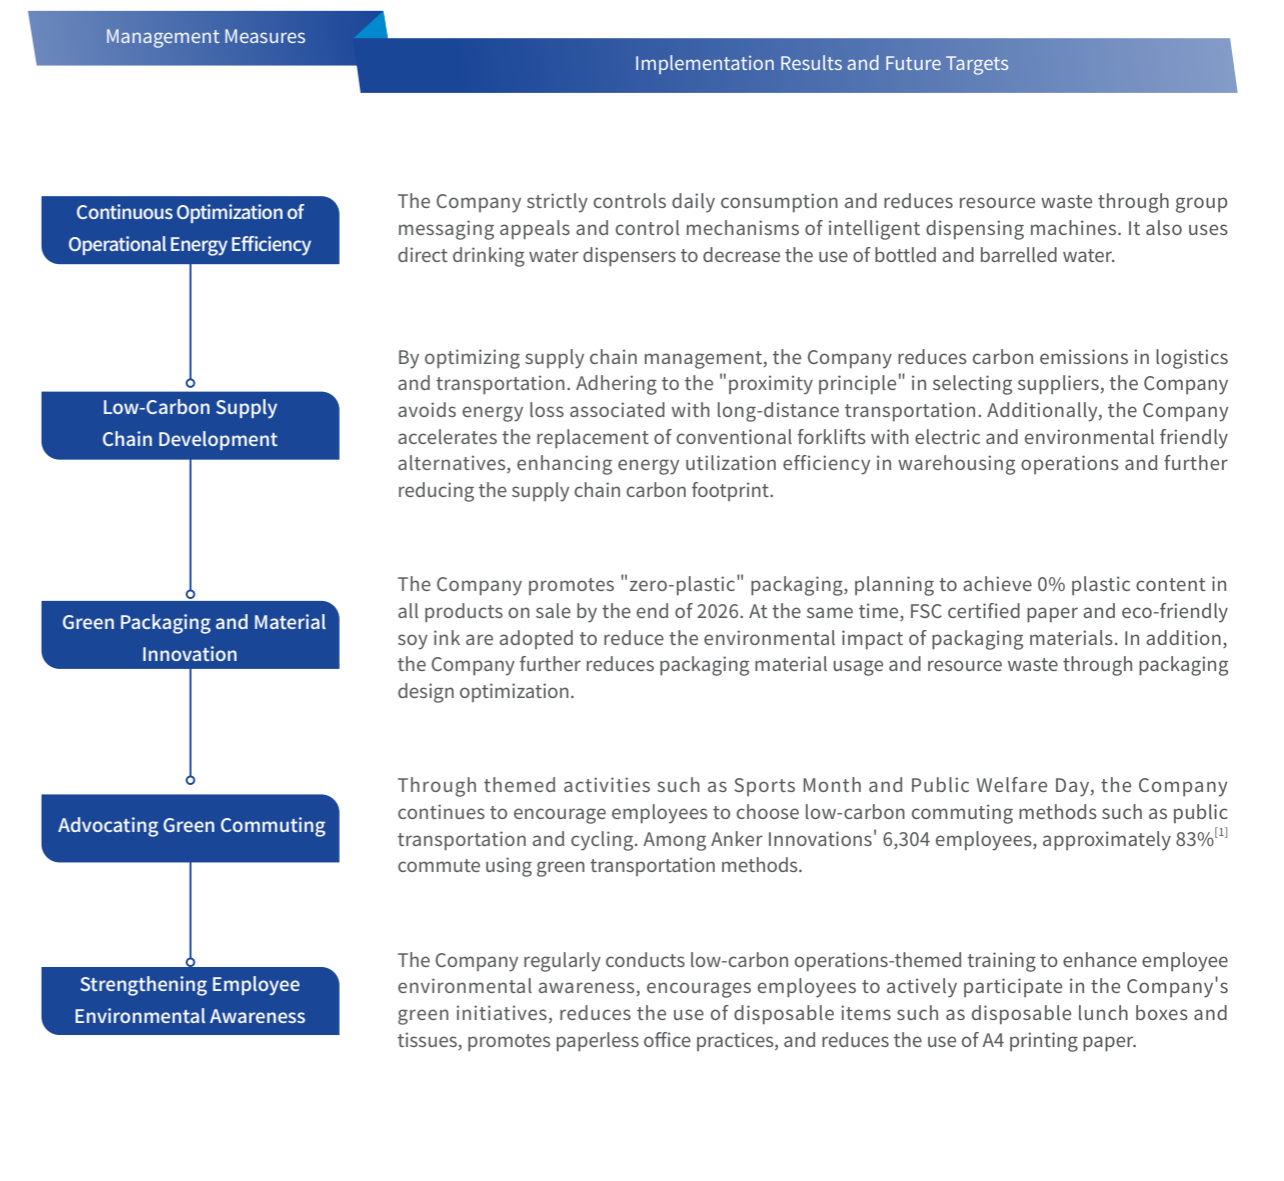 Management Measures
Implementation Results and Future Targets
Continuous Optimization of
Operational Energy Efficiency
The Company strictly controls daily consumption and reduces resource waste through group
messaging appeals and control mechanisms of intelligent dispensing machines. It also uses
direct drinking water dispensers to decrease the use of bottled and barrelled water.
Low-Carbon Supply
Chain Development
By optimizing supply chain management, the Company reduces carbon emissions in logistics
and transportation. Adhering to the "proximity principle" in selecting suppliers, the Company
avoids energy loss associated with long-distance transportation. Additionally, the Company
accelerates the replacement of conventional forklifts with electric and environmental friendly
alternatives, enhancing energy utilization efficiency in warehousing operations and further
reducing the supply chain carbon footprint.
Green Packaging and Material
Innovation
The Company promotes "zero-plastic" packaging, planning to achieve 0% plastic content in
all products on sale by the end of 2026. At the same time, FSC certified paper and eco-friendly
soy ink are adopted to reduce the environmental impact of packaging materials. In addition,
the Company further reduces packaging material usage and resource waste through packaging
design optimization.
Advocating Green Commuting
Through themed activities such as Sports Month and Public Welfare Day, the Company
continues to encourage employees to choose low-carbon commuting methods such as public
transportation and cycling. Among Anker Innovations' 6,304 employees, approximately 83%[1]
commute using green transportation methods.
Strengthening Employee
Environmental Awareness
The Company regularly conducts low-carbon operations-themed training to enhance employee
environmental awareness, encourages employees to actively participate in the Company's
green initiatives, reduces the use of disposable items such as disposable lunch boxes and
tissues, promotes paperless office practices, and reduces the use of A4 printing paper.